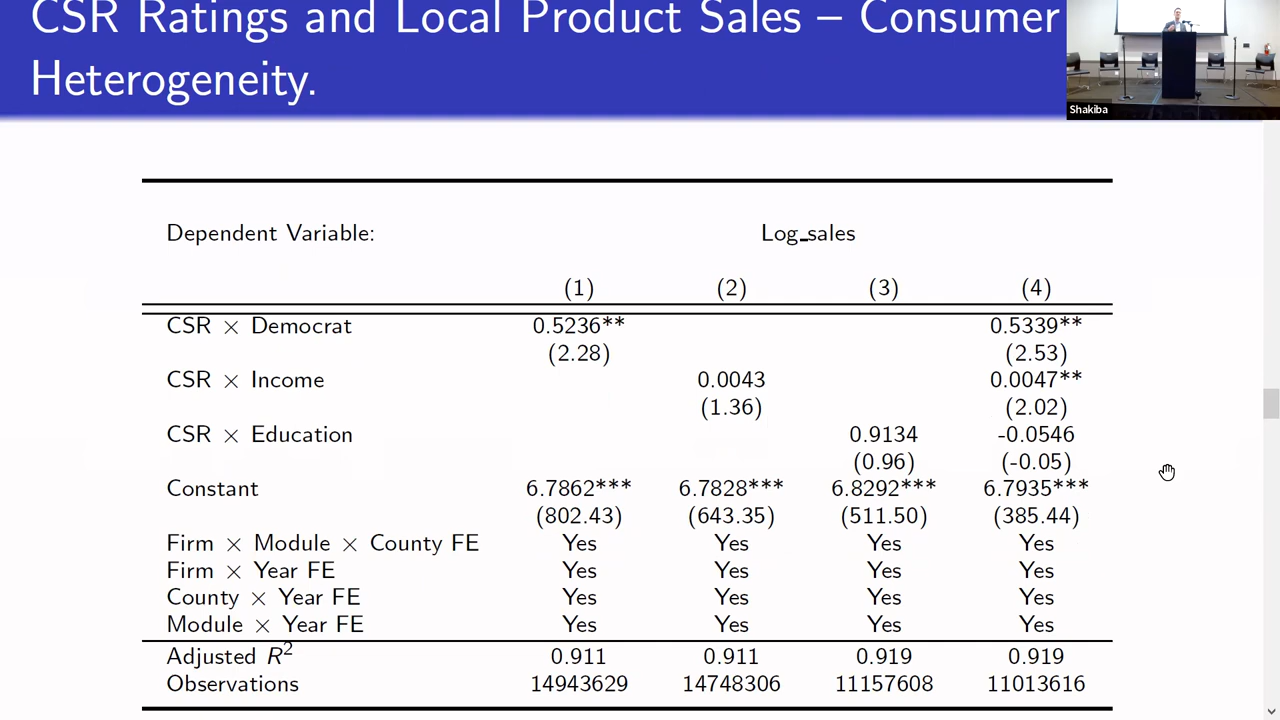 CSR Ratings and Local Product Sales – Consumer
Heterogeneity.
Shakiba
Dependent Variable: Log_sales
(1) (2) (3) (4)
CSR × Democrat 0.5236** 0.5339**
(2.28) (2.53)
CSR × Income 0.0043 0.0047**
(1.36) (2.02)
CSR × Education 0.9134 -0.0546
(0.96) (-0.05)
Constant 6.7862*** 6.7828*** 6.8292*** 6.7935***
(802.43) (643.35) (511.50) (385.44)
Firm × Module × County FE Yes Yes Yes Yes
Firm × Year FE Yes Yes Yes Yes
County × Year FE Yes Yes Yes Yes
Module × Year FE Yes Yes Yes Yes
Adjusted R² 0.911 0.911 0.919 0.919
Observations 14943629 14748306 11157608 11013616